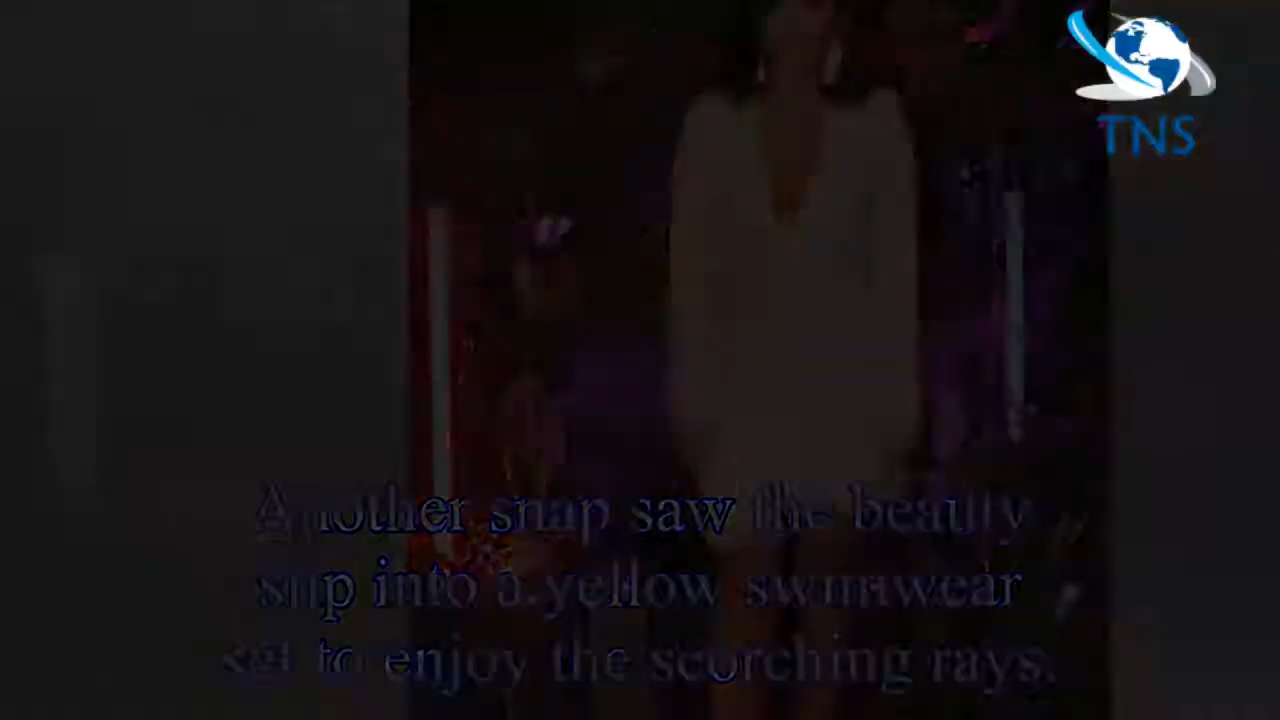 TNS
Another snap saw the beauty
slip into a yellow swimwear
set to enjoy the scorching rays.